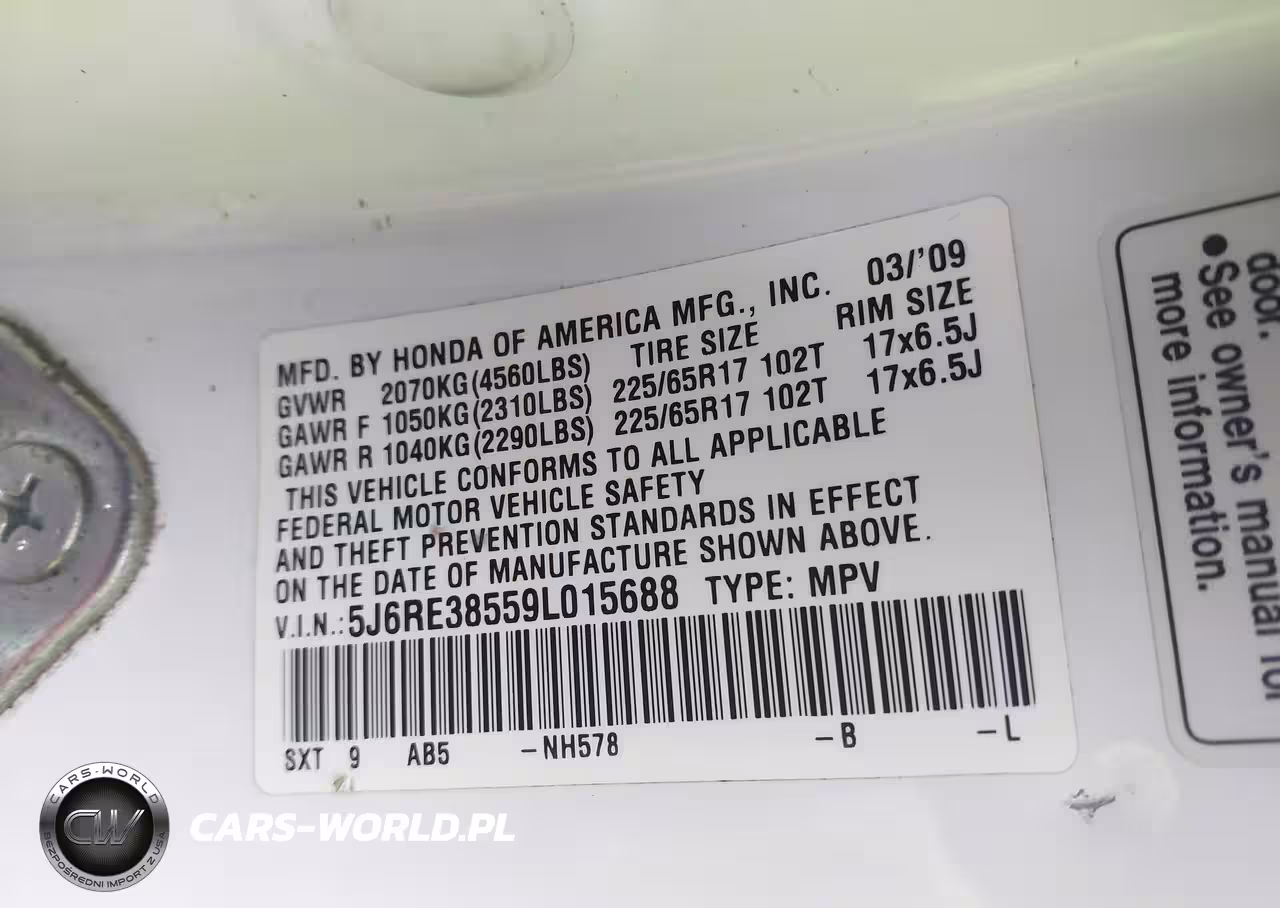 MFD. BY HONDA OF AMERICA MFG., INC. 03/'09
GVWR 2070KG(4560LBS) TIRE SIZE RIM SIZE
GAWR F 1050KG(2310LBS) 225/65R17 102T 17x6.5J
GAWR R 1040KG(2290LBS) 225/65R17 102T 17x6.5J
THIS VEHICLE CONFORMS TO ALL APPLICABLE
FEDERAL MOTOR VEHICLE SAFETY
AND THEFT PREVENTION STANDARDS IN EFFECT
ON THE DATE OF MANUFACTURE SHOWN ABOVE.
V.I.N.: 5J6RE38559L015688 TYPE: MPV
SXT 9 AB5 -NH578 -B -L
door.
●See owner's manual for
more information.
CARS-WORLD
CW
BEZPOŚREDNI IMPORT Z USA
CARS-WORLD.PL